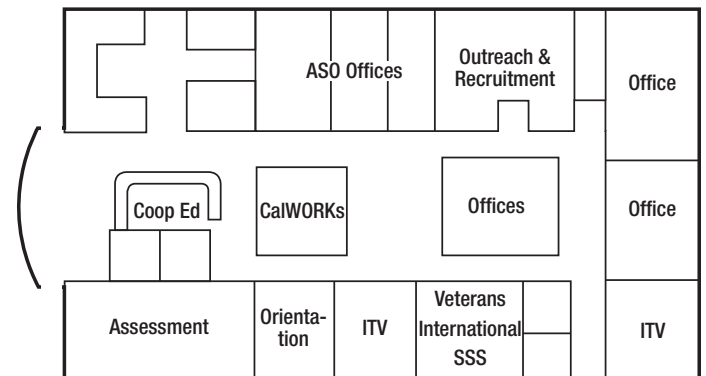 ASO Offices
Outreach &
Recruitment
Office
Coop Ed
CalWORKs
Offices
Office
Assessment
Orienta-
tion
ITV
Veterans
International
SSS
ITV